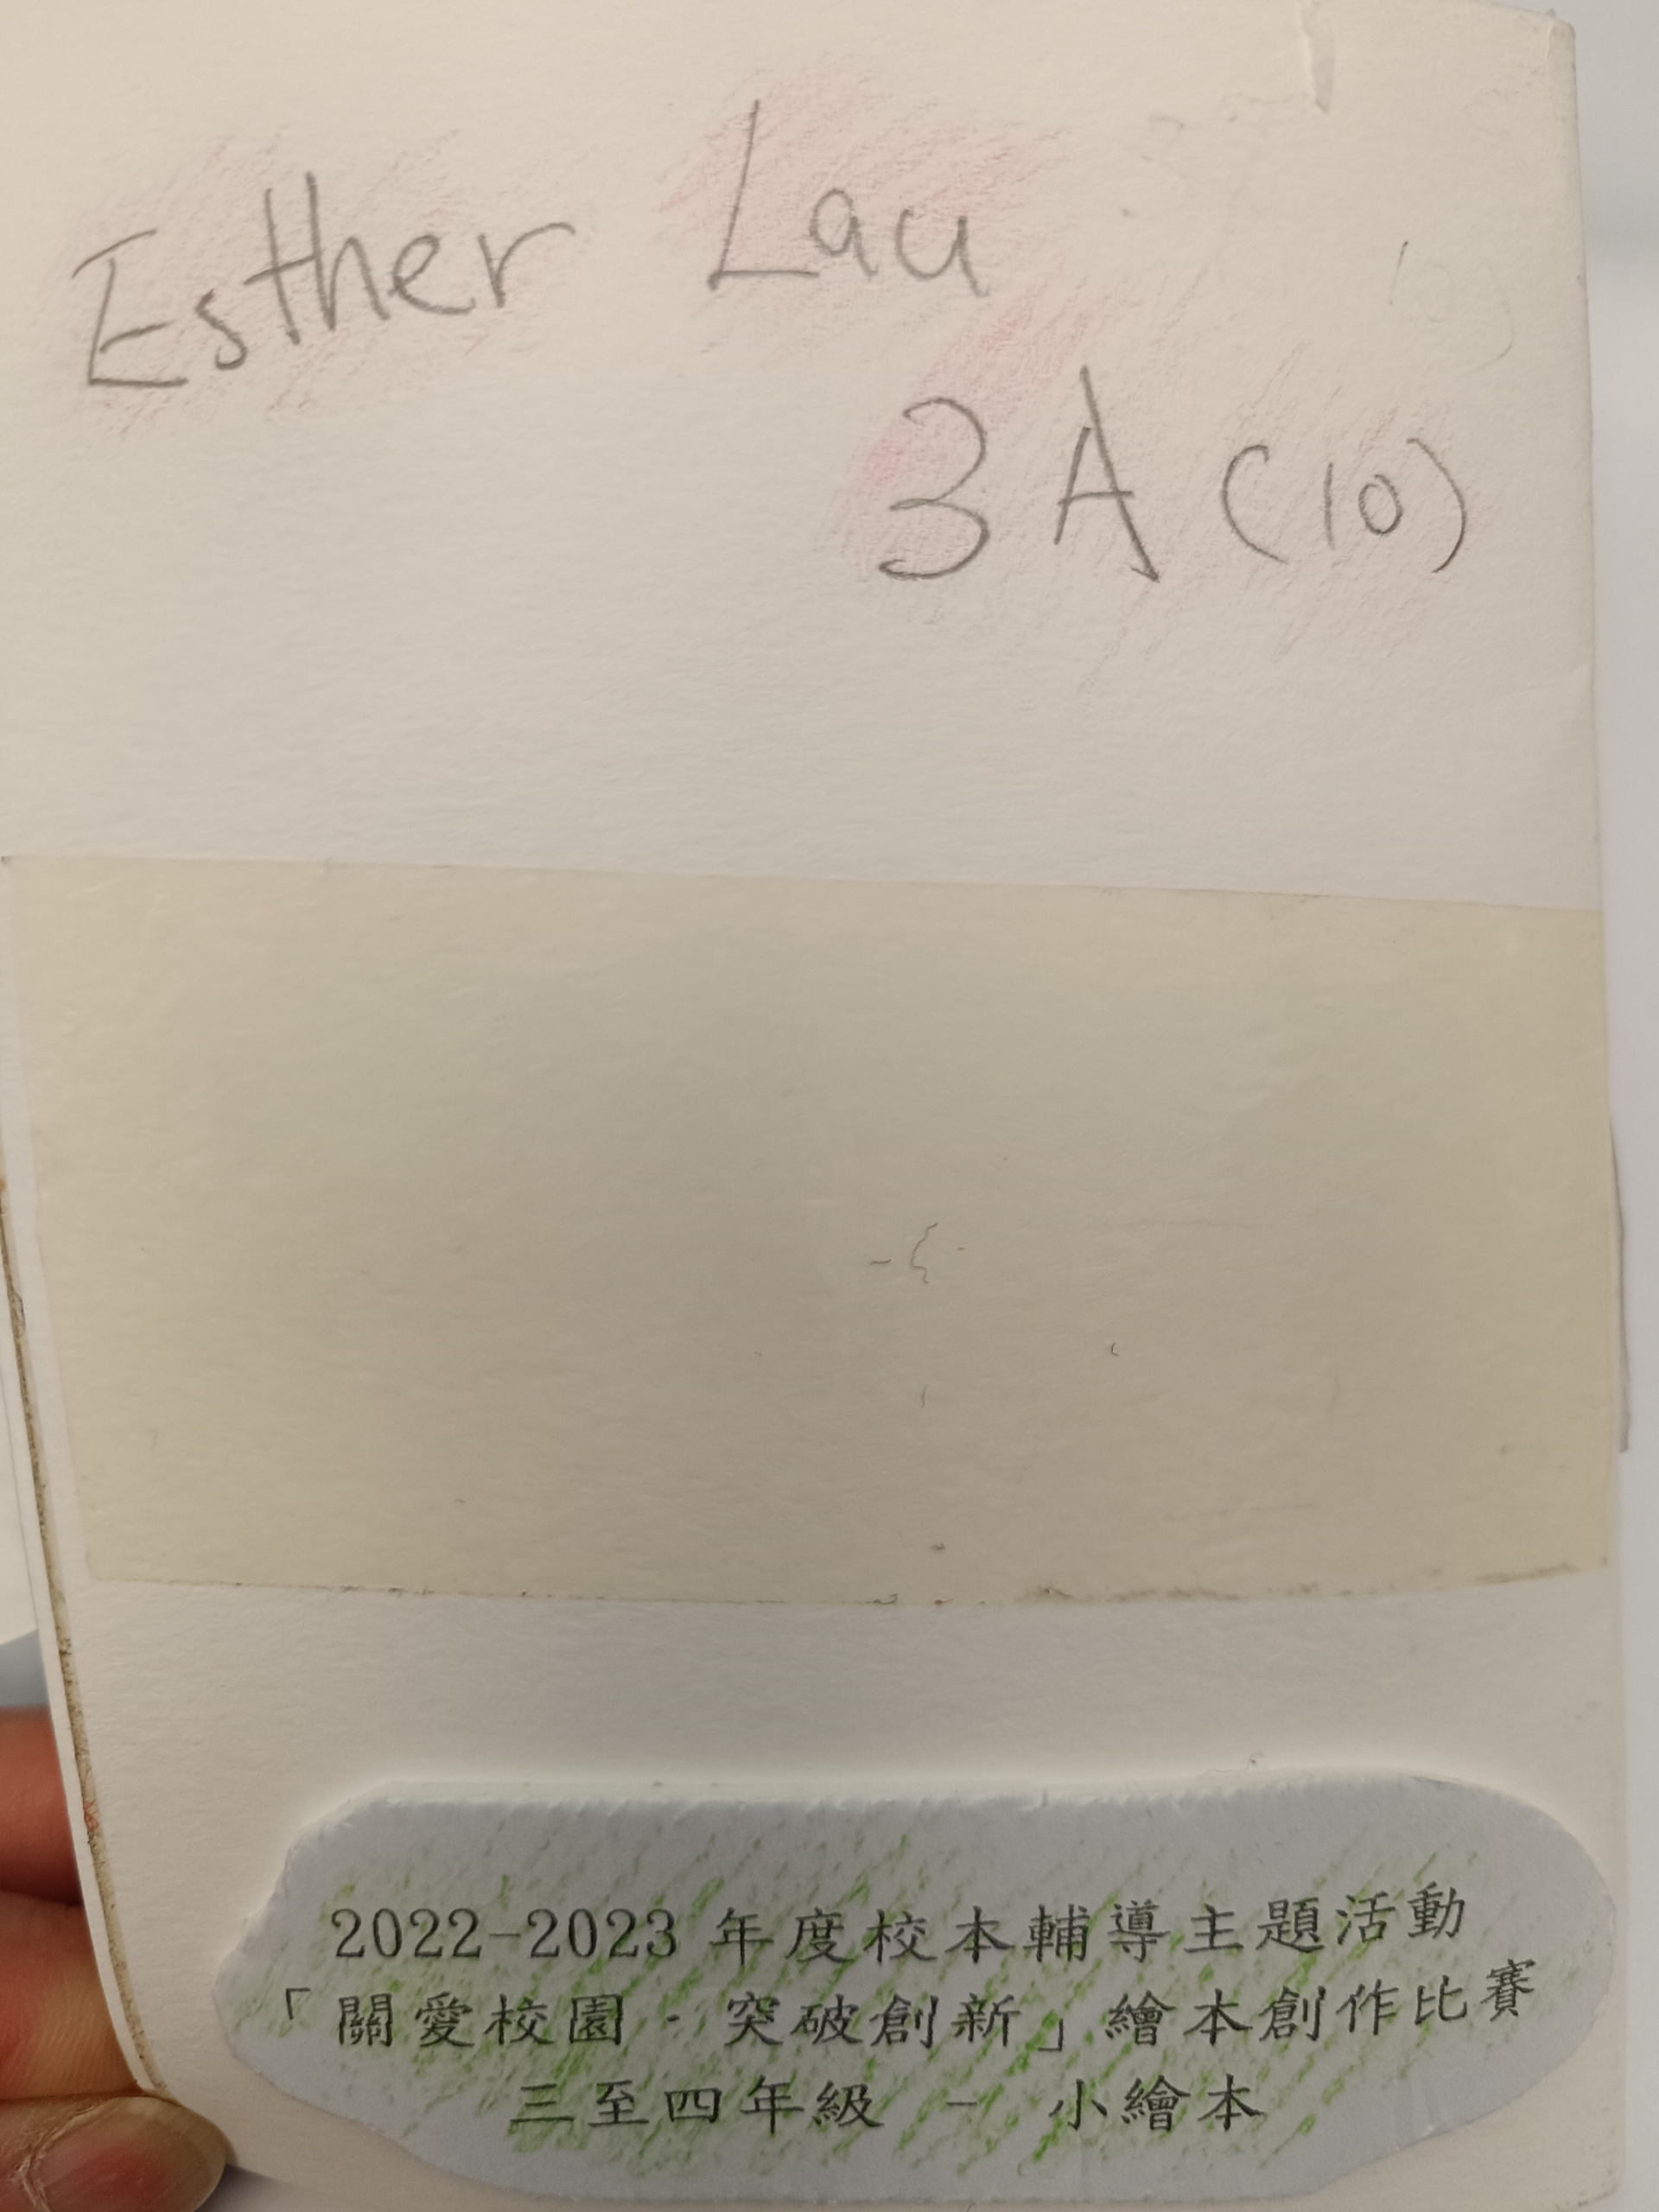 Esther Lau
3A (10)
2022-2023 年度校本輔導主題活動
「關愛校園．突破創新」繪本創作比賽
三至四年級 - 小繪本